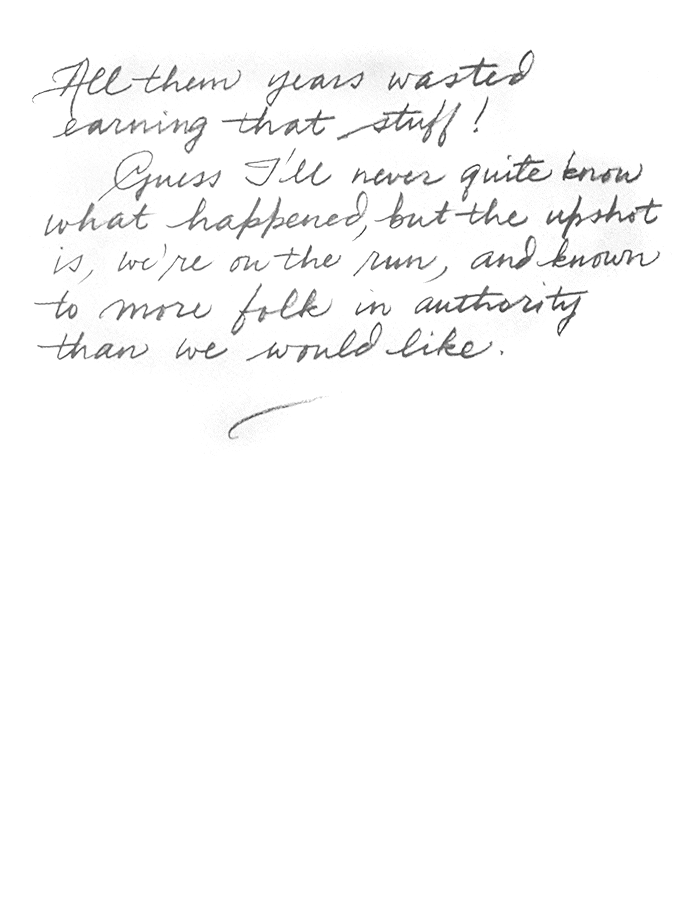 All them years wasted
earning that stuff!
Guess I'll never quite know
what happened, but the upshot
is, we're on the run, and known
to more folk in authority
than we would like.